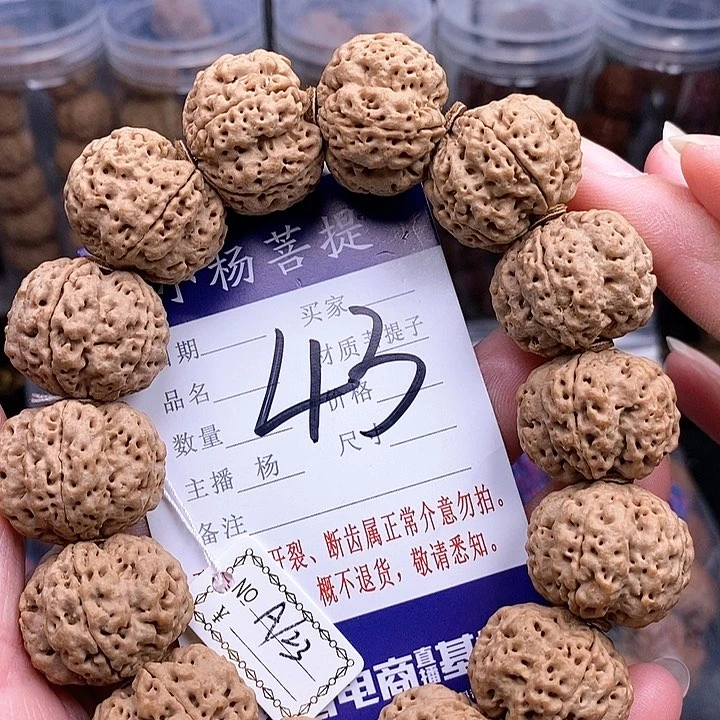 小杨菩提
买家
日期
材质 菩提子
品名
价格
43
数量
尺寸
主播 杨
备注
开裂、断齿属正常介意勿拍。
概不退货，敬请悉知。
NO
A/23
电商直播基